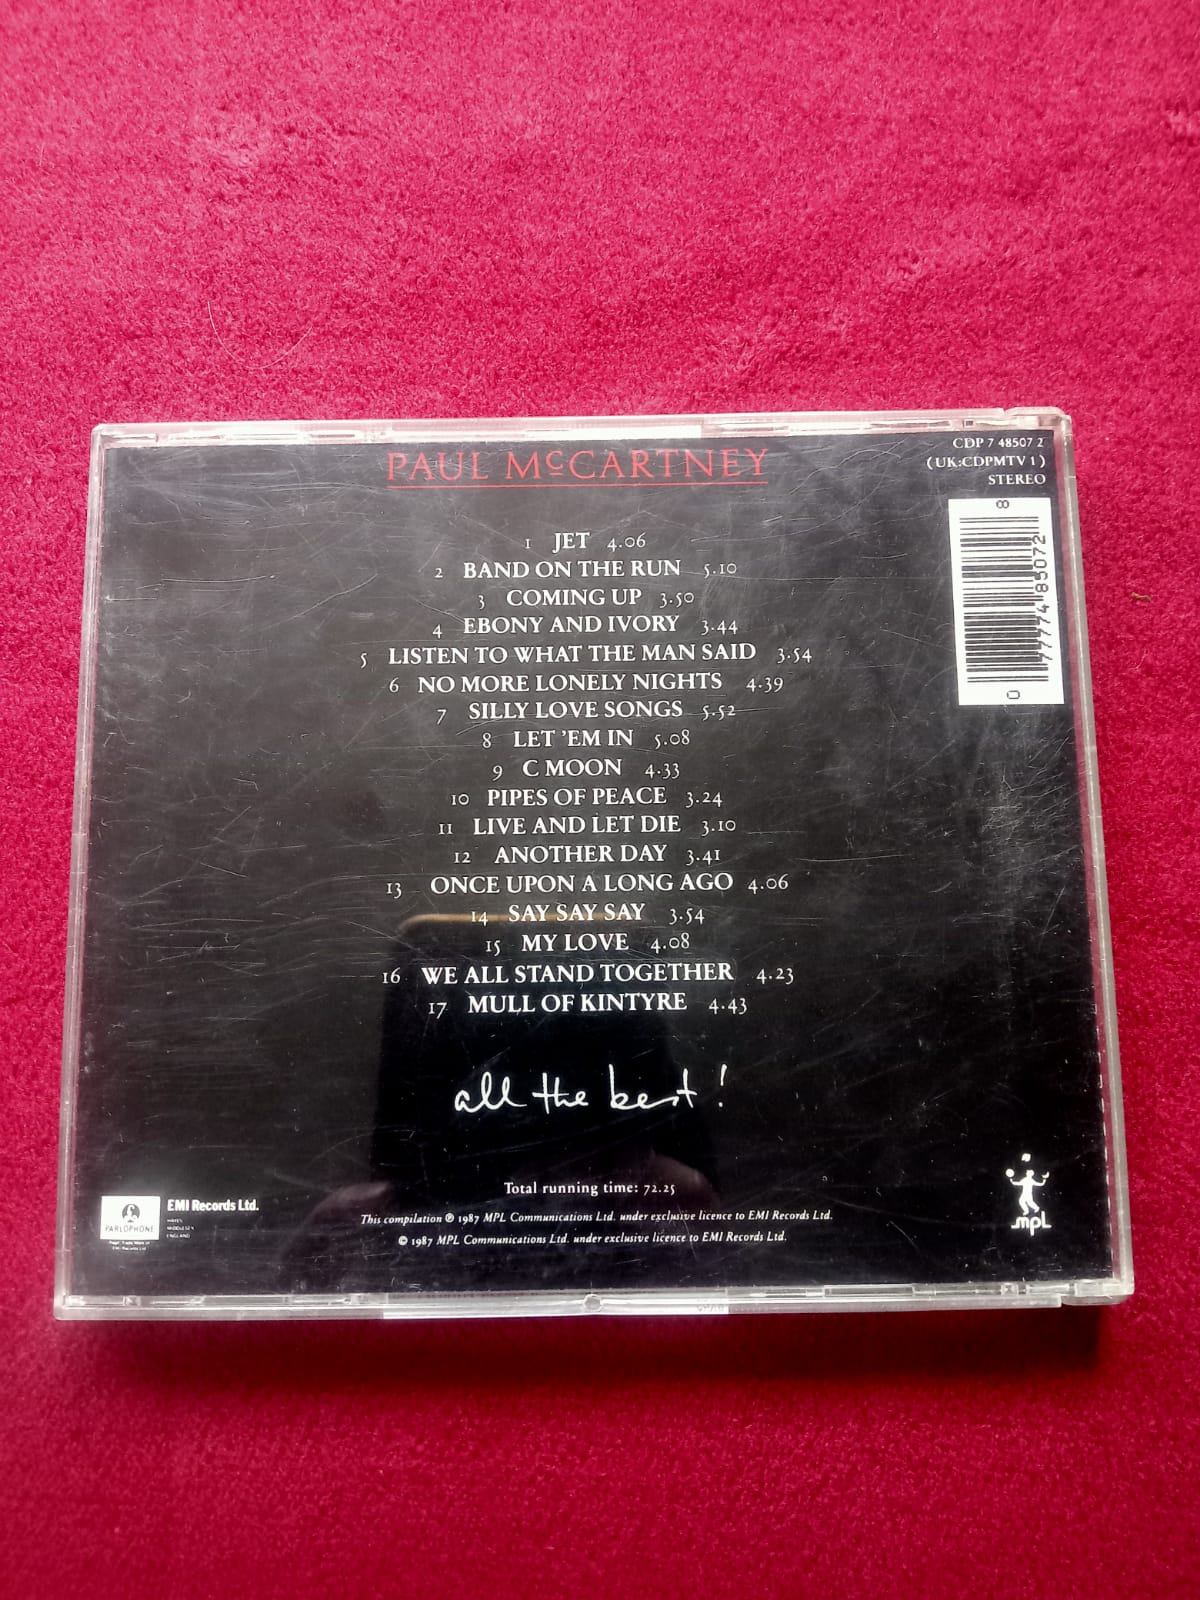 PAUL McCARTNEY
CDP 7 48507 2
(UK:CDPMTV 1)
STEREO
0 77774 85072 8
1 JET 4.06
2 BAND ON THE RUN 5.10
3 COMING UP 3.50
4 EBONY AND IVORY 3.44
5 LISTEN TO WHAT THE MAN SAID 3.54
6 NO MORE LONELY NIGHTS 4.39
7 SILLY LOVE SONGS 5.52
8 LET 'EM IN 5.08
9 C MOON 4.33
10 PIPES OF PEACE 3.24
11 LIVE AND LET DIE 3.10
12 ANOTHER DAY 3.41
13 ONCE UPON A LONG AGO 4.06
14 SAY SAY SAY 3.54
15 MY LOVE 4.08
16 WE ALL STAND TOGETHER 4.23
17 MULL OF KINTYRE 4.43
all the best!
Total running time: 72.25
This compilation ℗ 1987 MPL Communications Ltd. under exclusive licence to EMI Records Ltd.
© 1987 MPL Communications Ltd. under exclusive licence to EMI Records Ltd.
PARLOPHONE
EMI Records Ltd.
HAYES
MIDDLESEX
ENGLAND
MPL